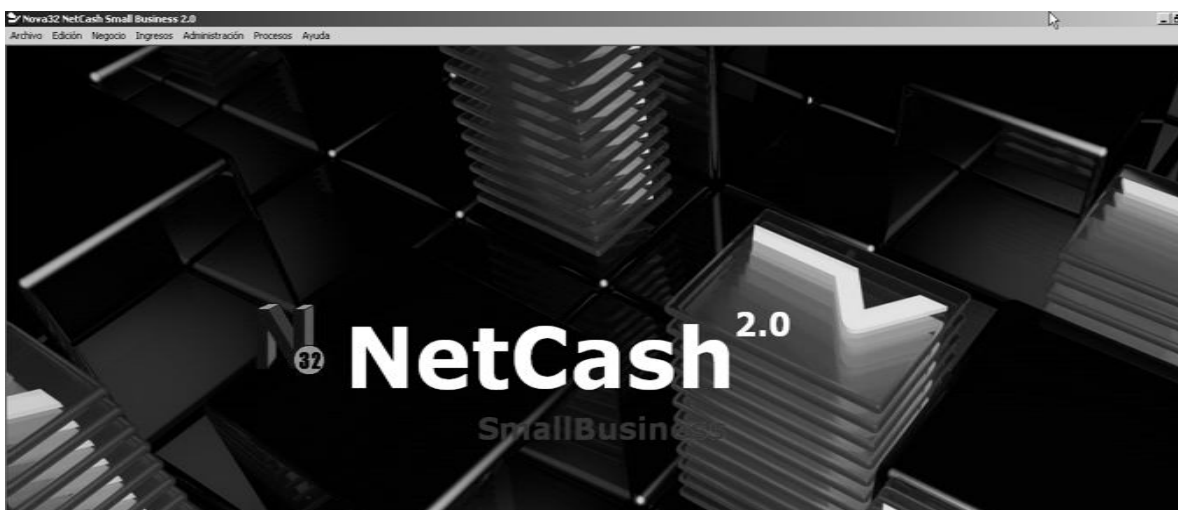 Nova32 NetCash Small Business 2.0
Archivo Edición Negocio Ingresos Administración Procesos Ayuda
N 32
NetCash 2.0
SmallBusiness